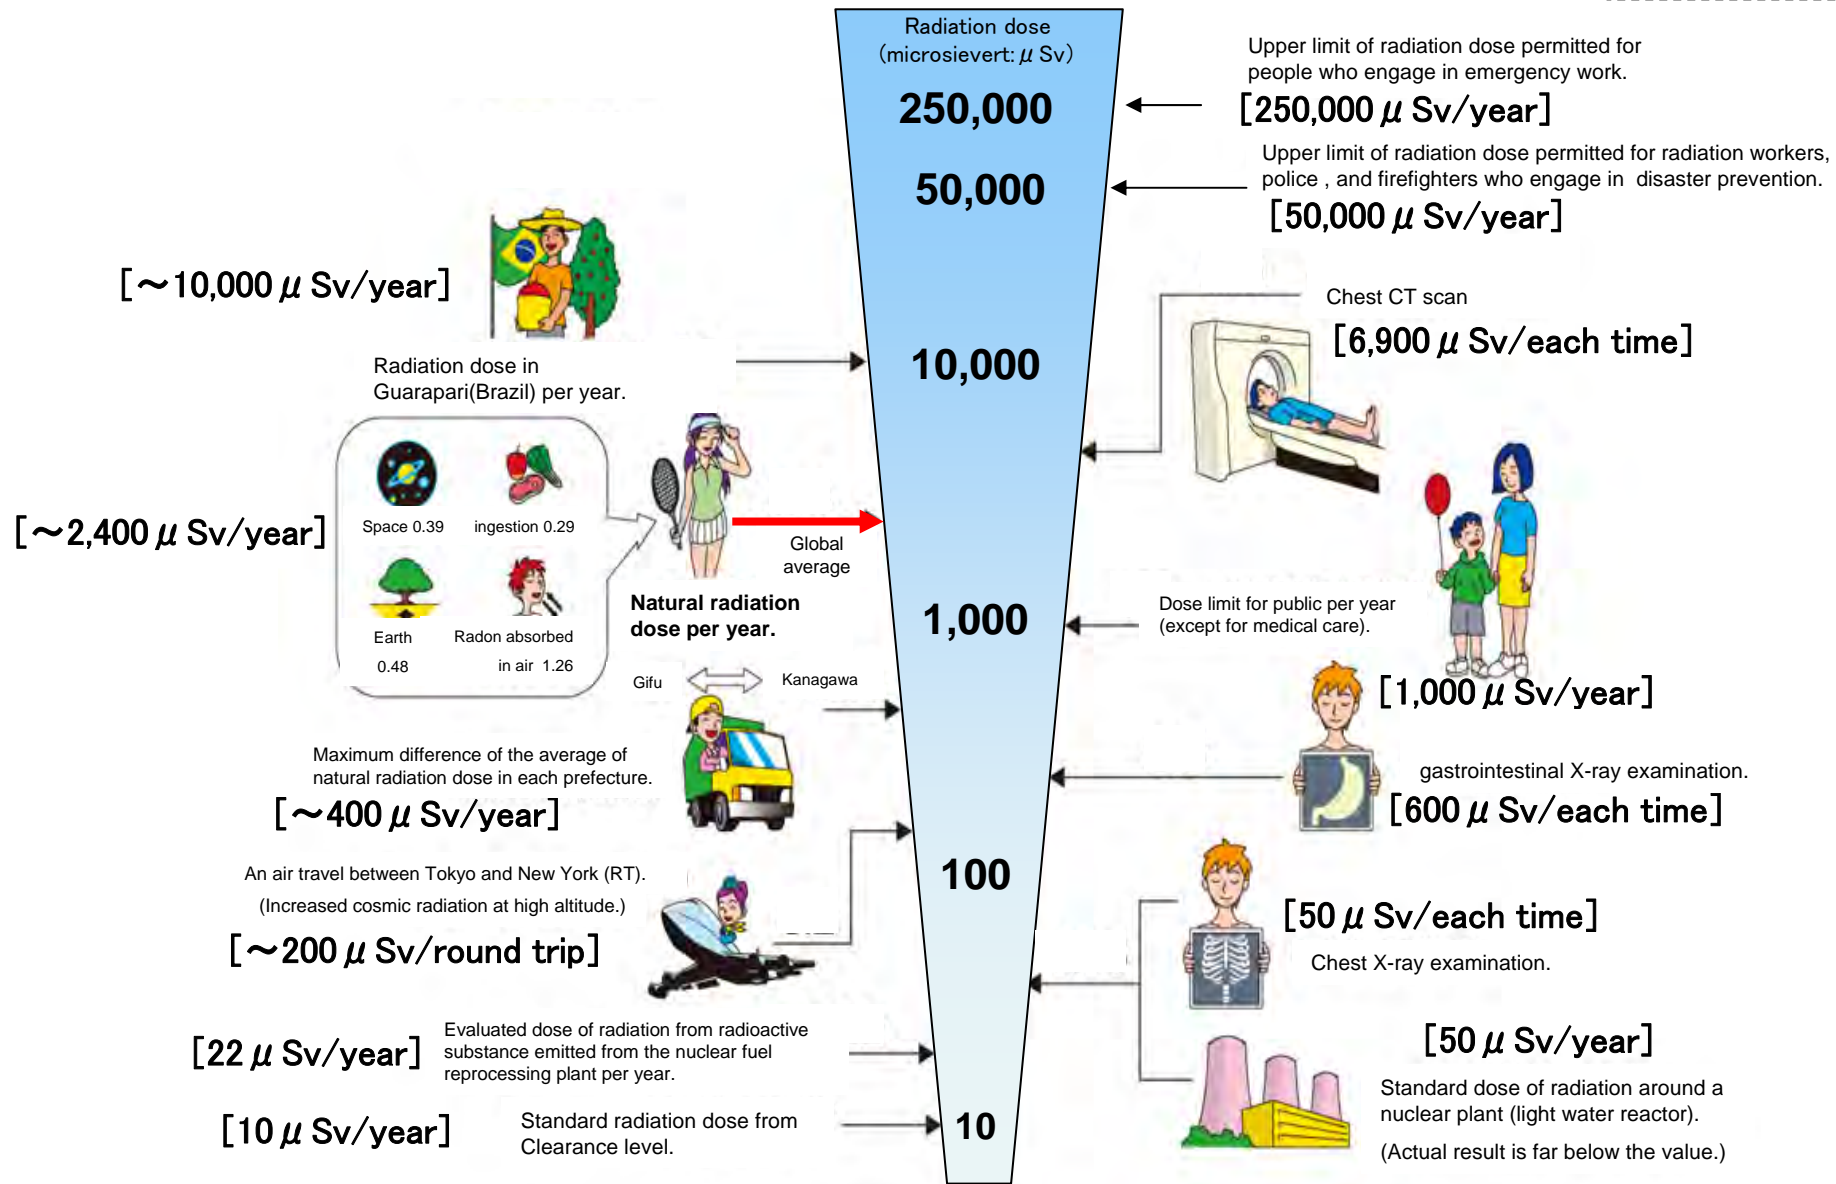 Radiation dose
(microsievert: μ Sv)
250,000
50,000
10,000
1,000
100
10
[～10,000 μ Sv/year]
Radiation dose in
Guarapari(Brazil) per year.
[～2,400 μ Sv/year]
Space 0.39
ingestion 0.29
Earth
0.48
Radon absorbed
in air 1.26
Global
average
Natural radiation
dose per year.
Gifu
Kanagawa
Maximum difference of the average of
natural radiation dose in each prefecture.
[～400 μ Sv/year]
An air travel between Tokyo and New York (RT).
(Increased cosmic radiation at high altitude.)
[～200 μ Sv/round trip]
[22 μ Sv/year]
Evaluated dose of radiation from radioactive
substance emitted from the nuclear fuel
reprocessing plant per year.
[10 μ Sv/year]
Standard radiation dose from
Clearance level.
Upper limit of radiation dose permitted for
people who engage in emergency work.
[250,000 μ Sv/year]
Upper limit of radiation dose permitted for radiation workers,
police , and firefighters who engage in disaster prevention.
[50,000 μ Sv/year]
Chest CT scan
[6,900 μ Sv/each time]
Dose limit for public per year
(except for medical care).
[1,000 μ Sv/year]
gastrointestinal X-ray examination.
[600 μ Sv/each time]
[50 μ Sv/each time]
Chest X-ray examination.
[50 μ Sv/year]
Standard dose of radiation around a
nuclear plant (light water reactor).
(Actual result is far below the value.)